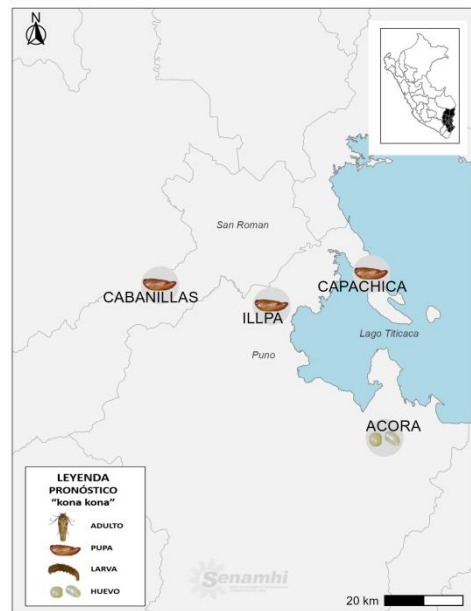 N
San Roman
CAPACHICA
CABANILLAS
ILLPA
Lago Titicaca
Puno
ACORA
LEYENDA
PRONÓSTICO
"kona kona"
ADULTO
PUPA
LARVA
HUEVO
Senamhi
20 km